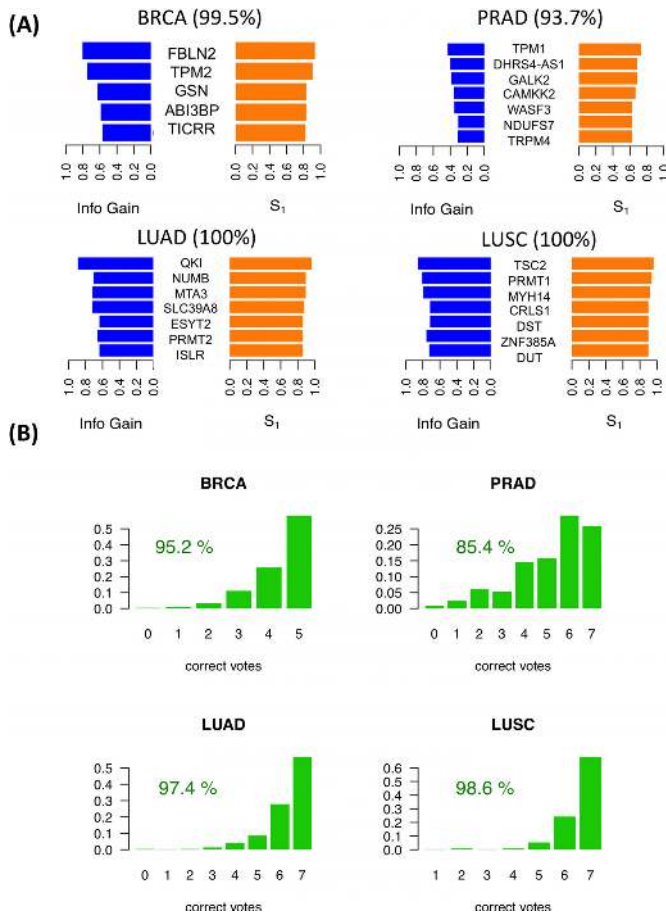 (A)
BRCA (99.5%)
FBLN2
TPM2
GSN
ABI3BP
TICRR
1.0 0.8 0.6 0.4 0.2 0.0
0.0 0.2 0.4 0.6 0.8 1.0
Info Gain
S₁
PRAD (93.7%)
TPM1
DHRS4-AS1
GALK2
CAMKK2
WASF3
NDUFS7
TRPM4
1.0 0.8 0.6 0.4 0.2 0.0
0.0 0.2 0.4 0.6 0.8 1.0
Info Gain
S₁
LUAD (100%)
QKI
NUMB
MTA3
SLC39A8
ESYT2
PRMT2
ISLR
1.0 0.8 0.6 0.4 0.2 0.0
0.0 0.2 0.4 0.6 0.8 1.0
Info Gain
S₁
LUSC (100%)
TSC2
PRMT1
MYH14
CRLS1
DST
ZNF385A
DUT
1.0 0.8 0.6 0.4 0.2 0.0
0.0 0.2 0.4 0.6 0.8 1.0
Info Gain
S₁
(B)
BRCA
0.5
0.4
0.3
0.2
0.1
0.0
95.2 %
0 1 2 3 4 5
correct votes
PRAD
0.25
0.20
0.15
0.10
0.05
0.00
85.4 %
0 1 2 3 4 5 6 7
correct votes
LUAD
0.5
0.4
0.3
0.2
0.1
0.0
97.4 %
0 1 2 3 4 5 6 7
correct votes
LUSC
0.6
0.5
0.4
0.3
0.2
0.1
0.0
98.6 %
1 2 3 4 5 6 7
correct votes